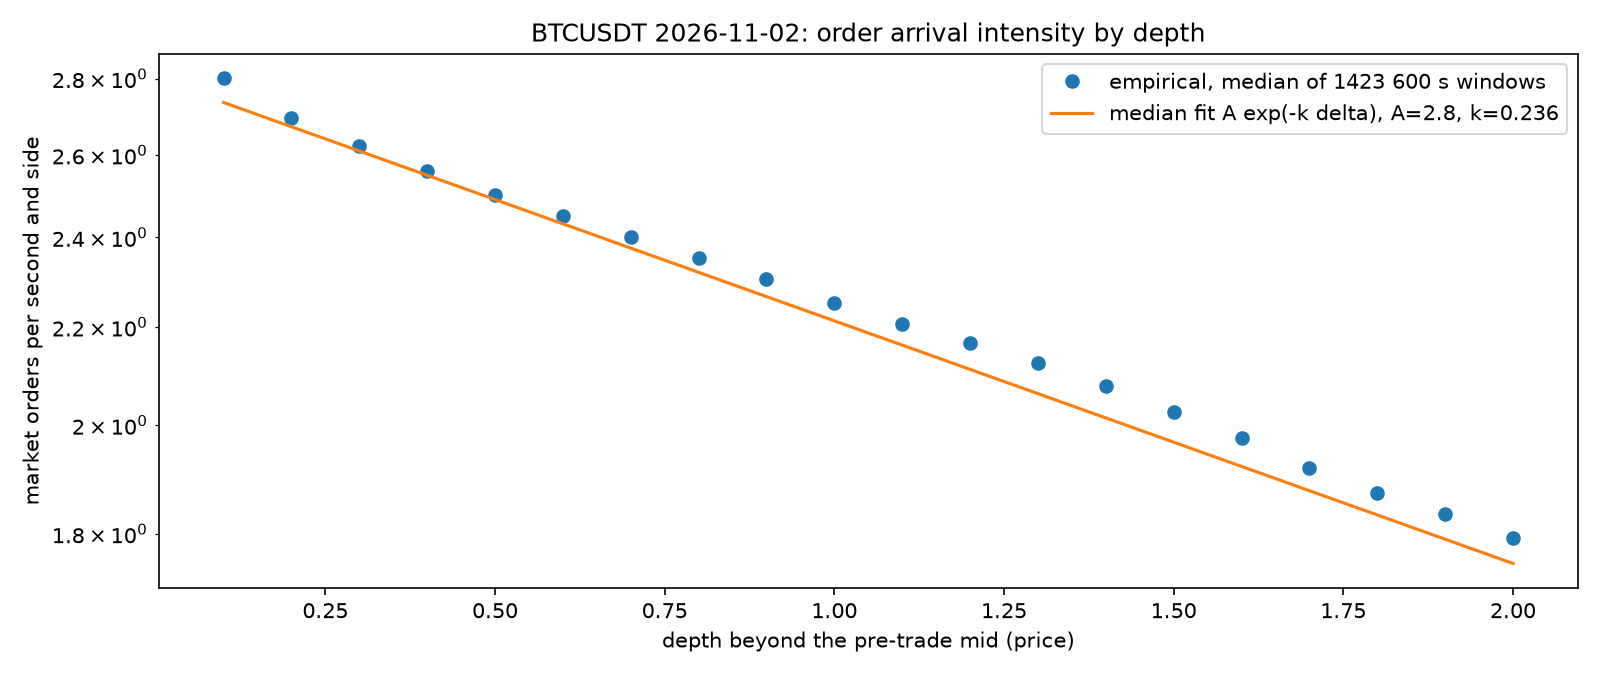 BTCUSDT 2026-11-02: order arrival intensity by depth
empirical, median of 1423 600 s windows
median fit A exp(-k delta), A=2.8, k=0.236
market orders per second and side
2.8 × 10⁰
2.6 × 10⁰
2.4 × 10⁰
2.2 × 10⁰
2 × 10⁰
1.8 × 10⁰
0.25 0.50 0.75 1.00 1.25 1.50 1.75 2.00
depth beyond the pre-trade mid (price)